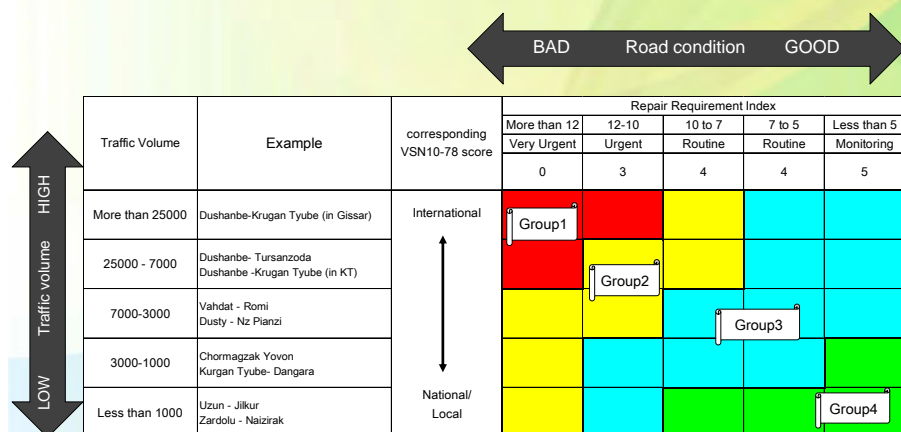 BAD Road condition GOOD
Repair Requirement Index
Traffic Volume Example corresponding VSN10-78 score More than 12 12-10 10 to 7 7 to 5 Less than 5
Very Urgent Urgent Routine Routine Monitoring
0 3 4 4 5
HIGH
Traffic volume
LOW
More than 25000 Dushanbe-Krugan Tyube (in Gissar) International
Group1
25000 - 7000 Dushanbe- Tursanzoda
Dushanbe -Krugan Tyube (in KT)
Group2
7000-3000 Vahdat - Romi
Dusty - Nz Pianzi
Group3
3000-1000 Chormagzak Yovon
Kurgan Tyube- Dangara
Less than 1000 Uzun - Jilkur
Zardolu - Naizirak
National/
Local
Group4